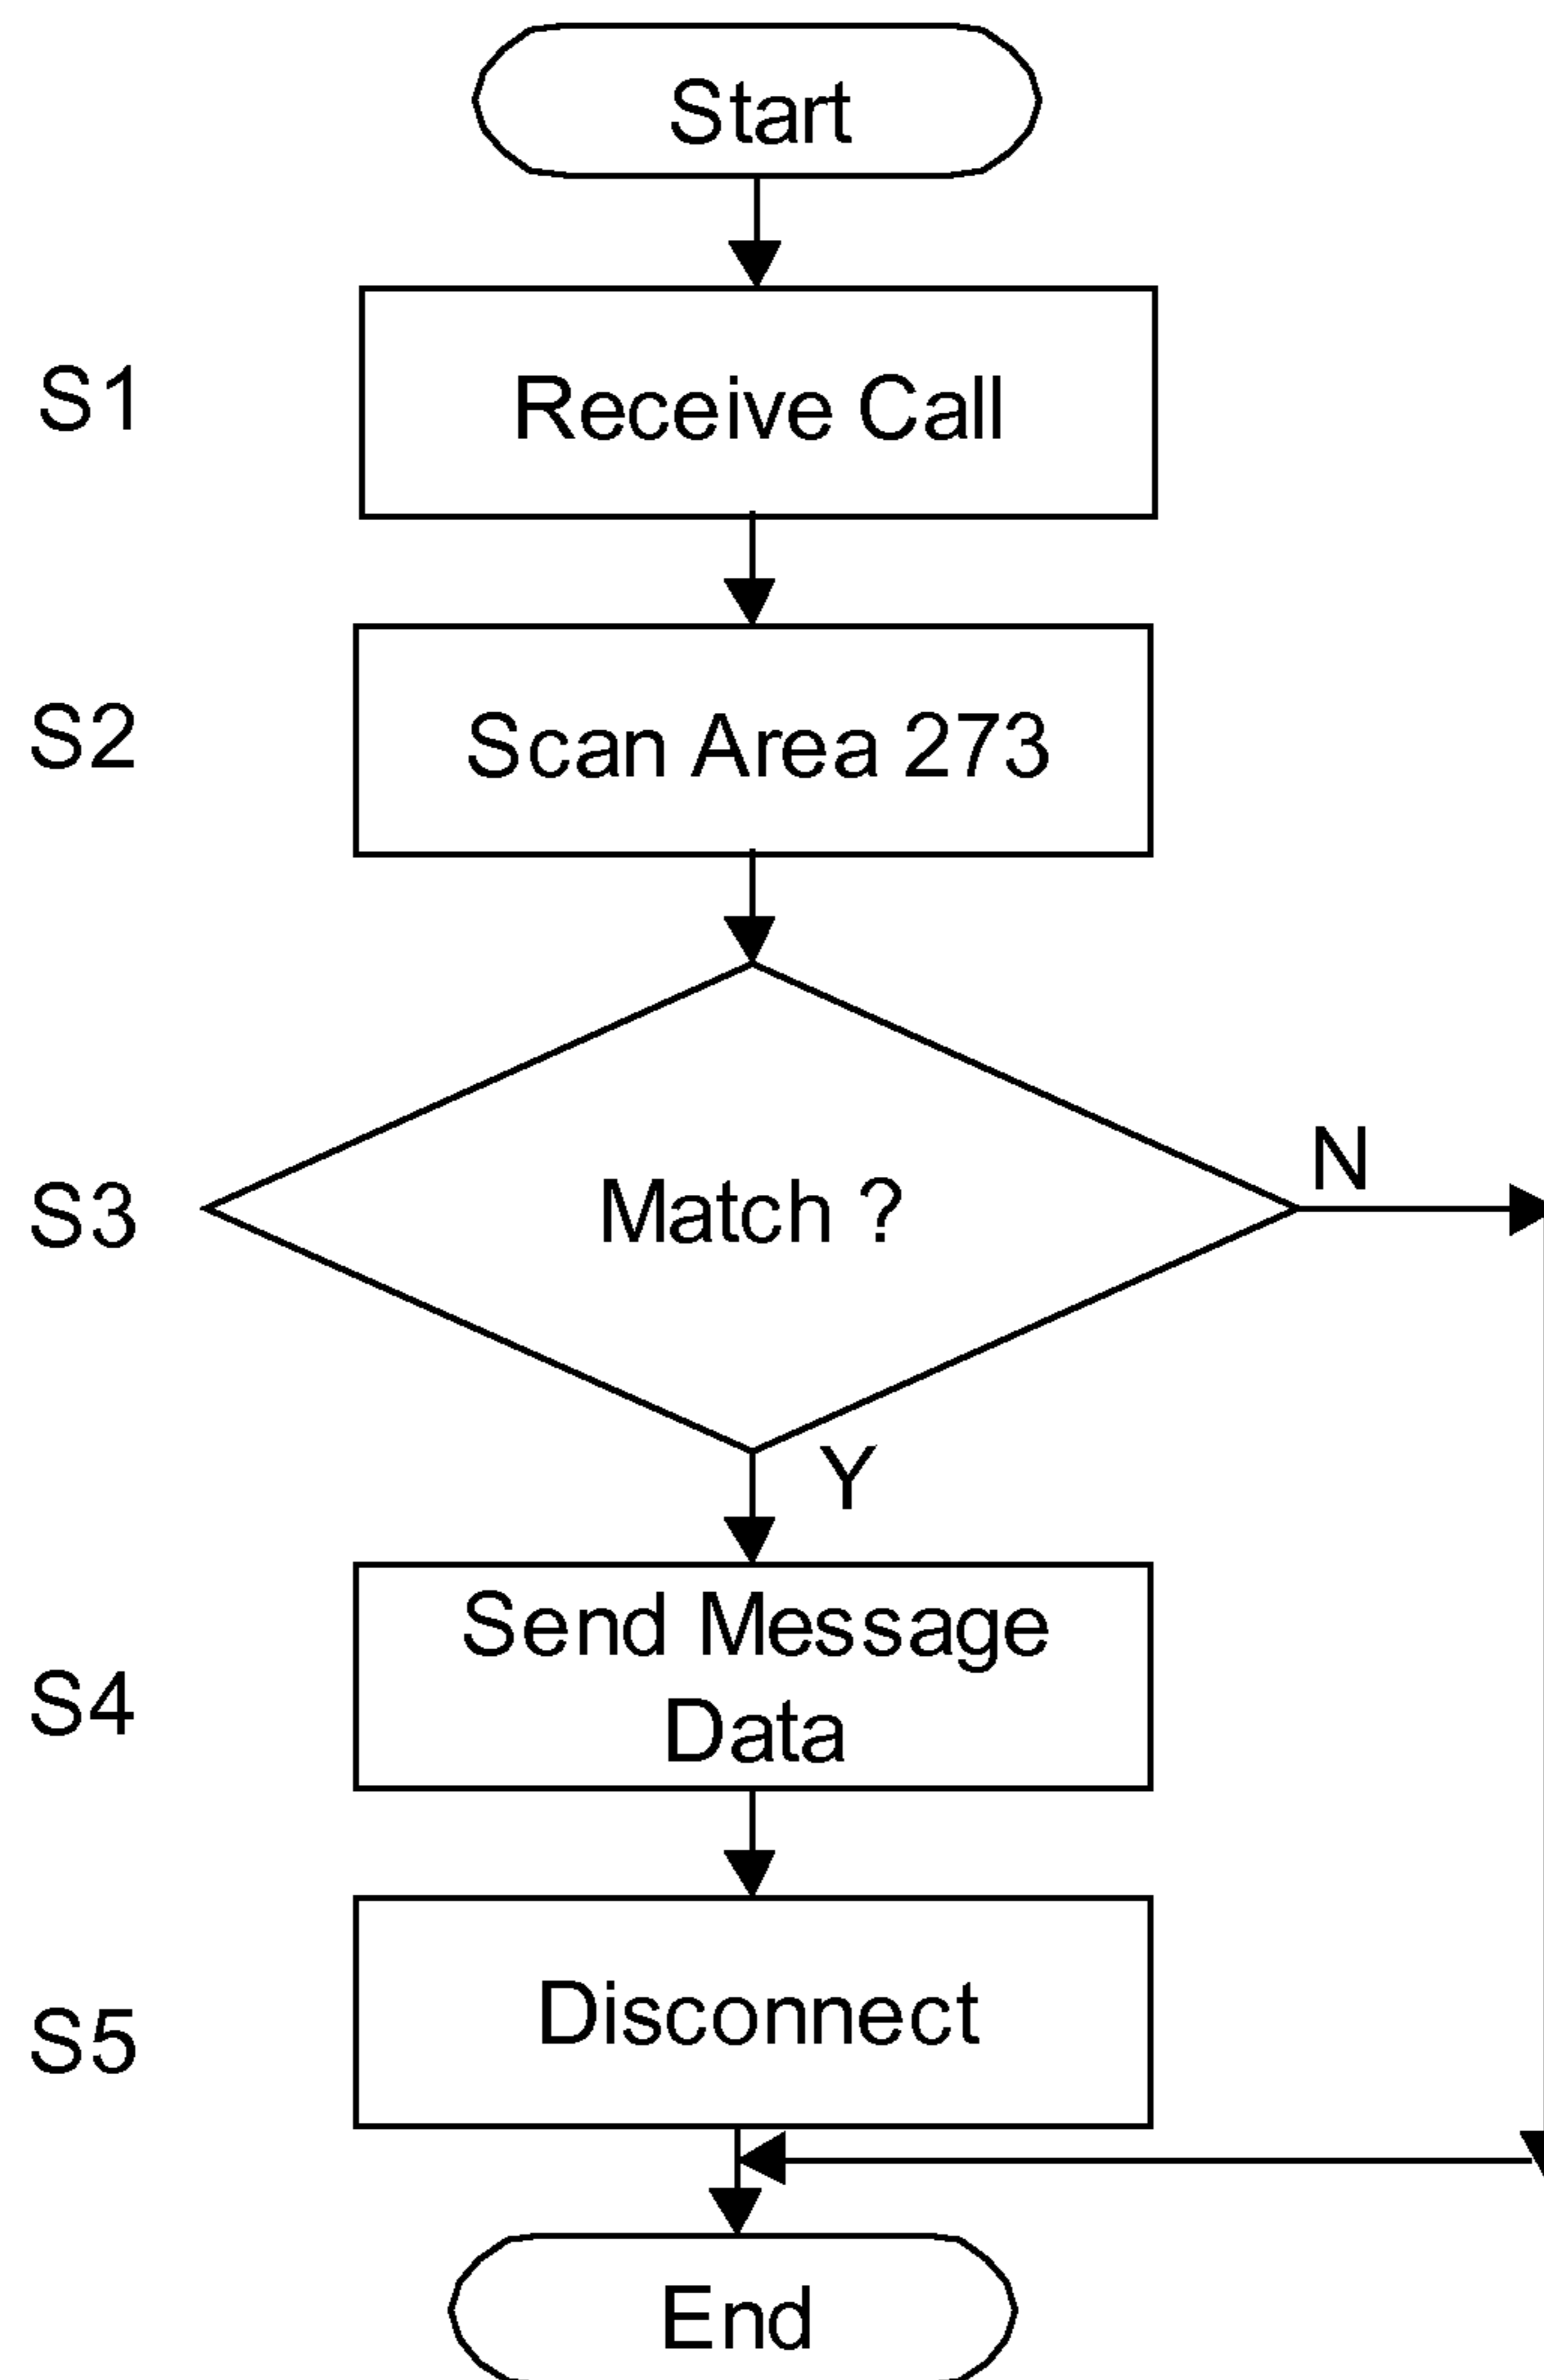 Start
S1
Receive Call
S2
Scan Area 273
S3
Match ?
N
Y
S4
Send Message
Data
S5
Disconnect
End